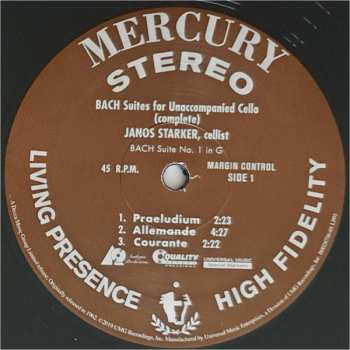 MERCURY
STEREO
BACH Suites for Unaccompanied Cello
(complete)
JANOS STARKER, cellist
BACH Suite No. 1 in G
45 R.P.M.
MARGIN CONTROL
SIDE 1
1. Praeludium 2:23
2. Allemande 4:27
3. Courante 2:22
Analogue Productions
QUALITY
UNIVERSAL MUSIC
LIVING PRESENCE
HIGH FIDELITY